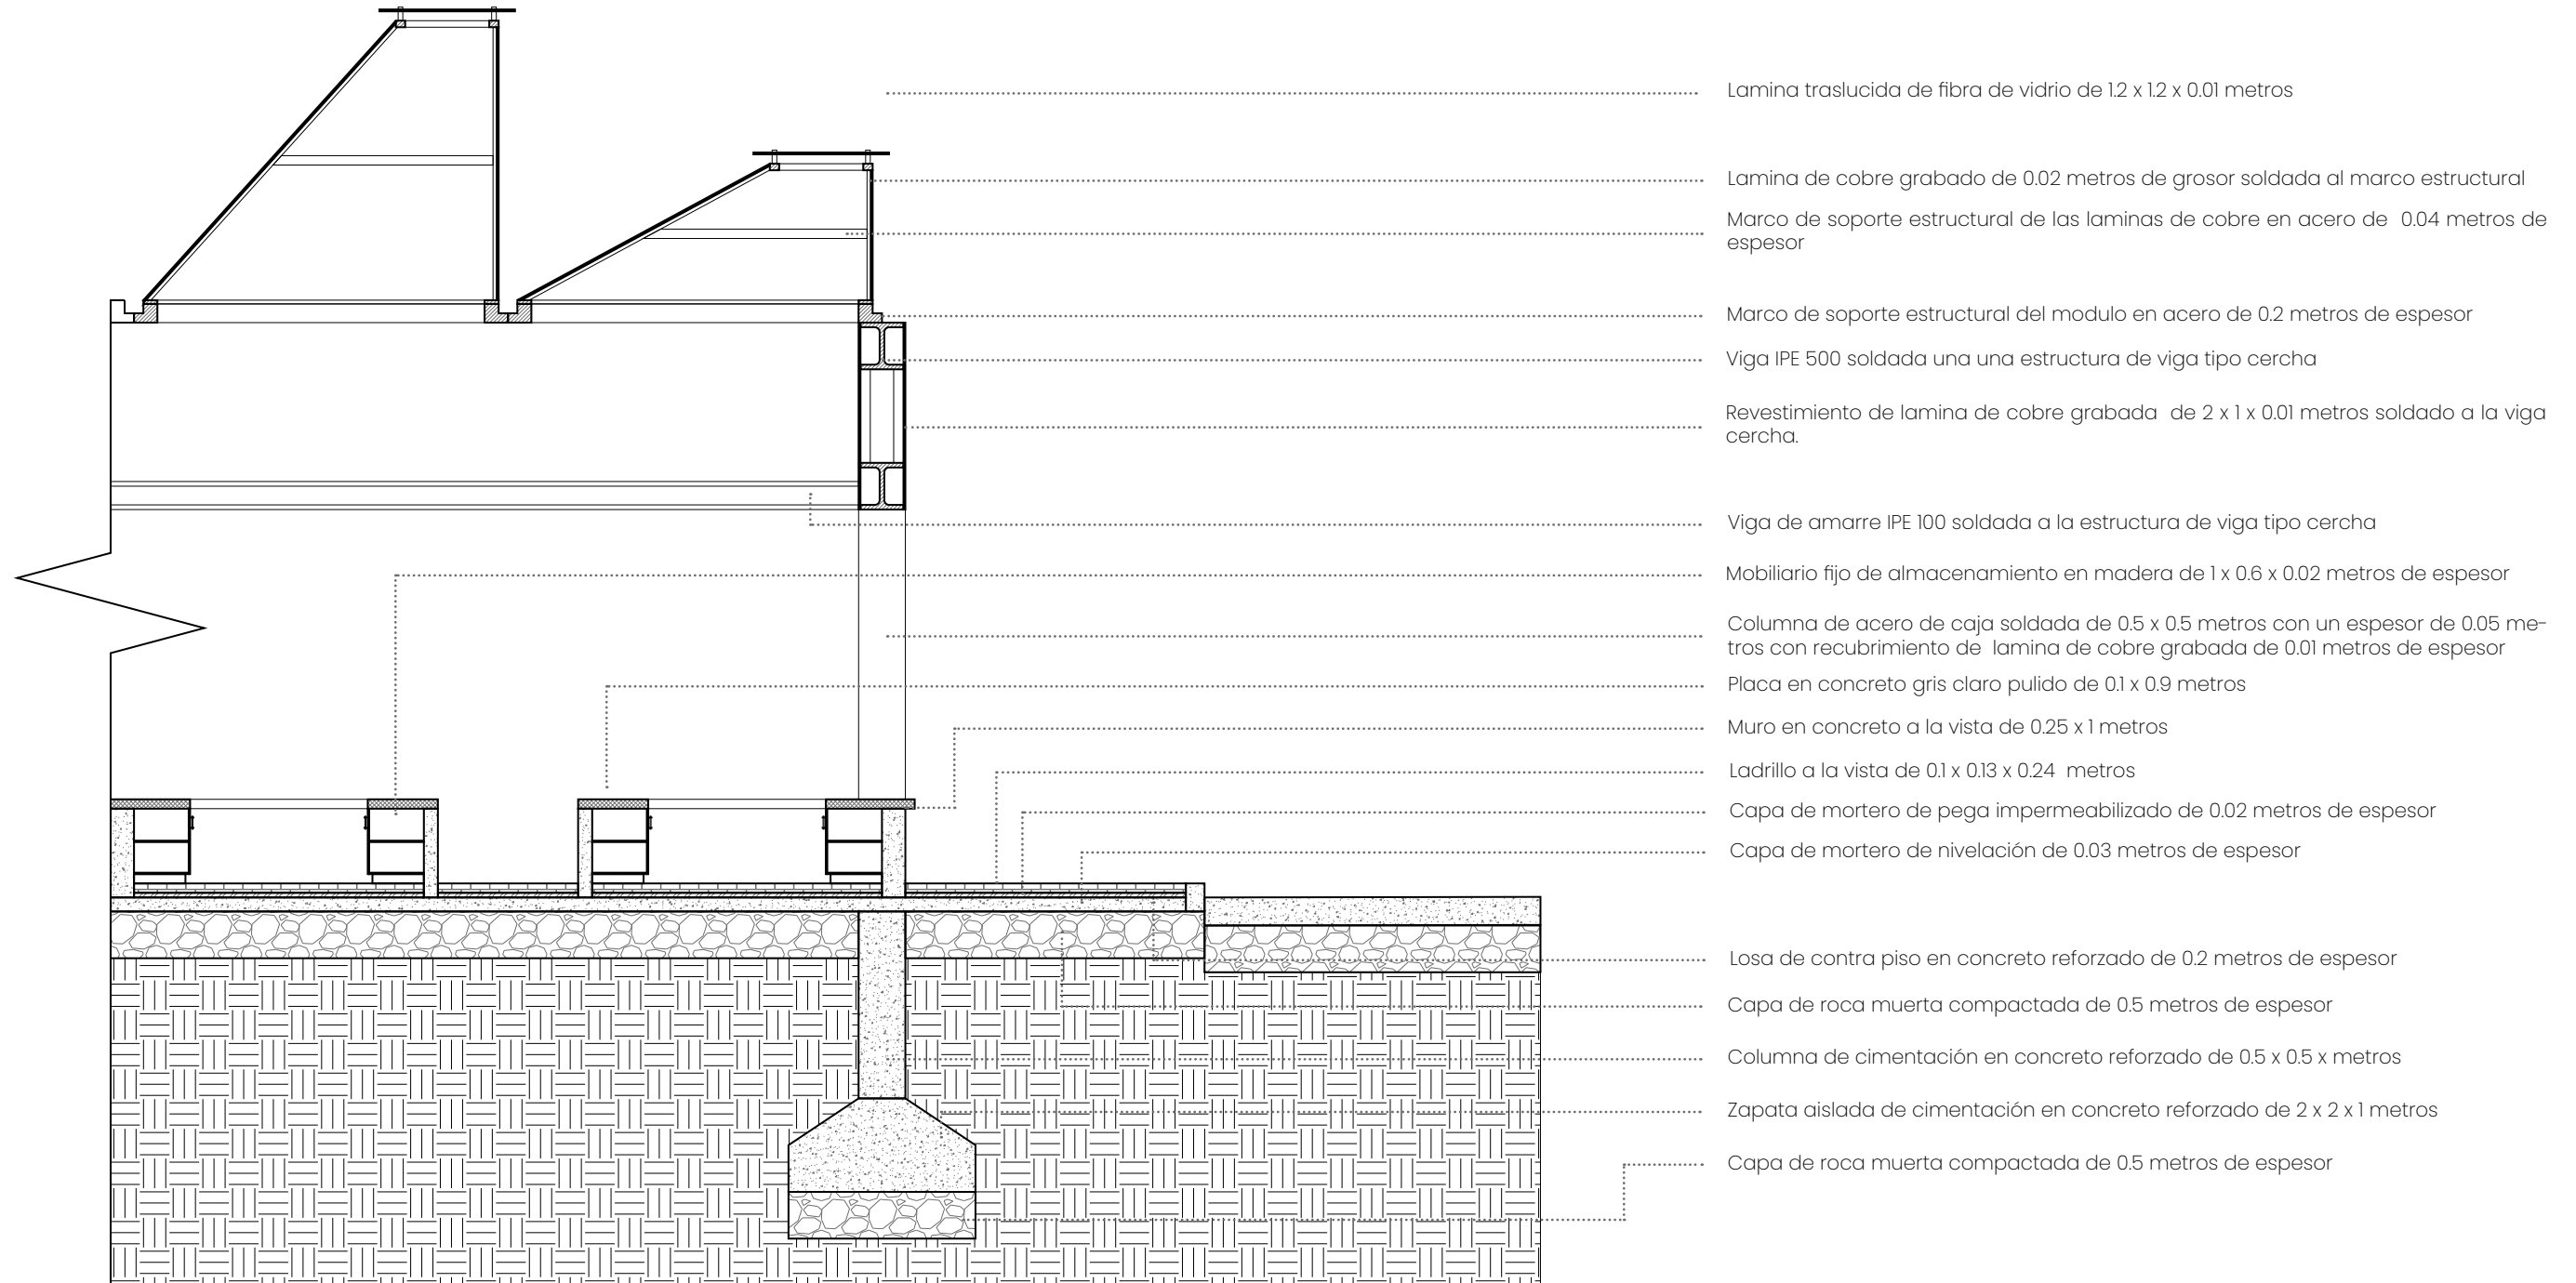 Lamina traslucida de fibra de vidrio de 1.2 x 1.2 x 0.01 metros
Lamina de cobre grabado de 0.02 metros de grosor soldada al marco estructural
Marco de soporte estructural de las laminas de cobre en acero de  0.04 metros de
espesor
Marco de soporte estructural del modulo en acero de 0.2 metros de espesor
Viga IPE 500 soldada una una estructura de viga tipo cercha
Revestimiento de lamina de cobre grabada  de 2 x 1 x 0.01 metros soldado a la viga
cercha.
Viga de amarre IPE 100 soldada a la estructura de viga tipo cercha
Mobiliario fijo de almacenamiento en madera de 1 x 0.6 x 0.02 metros de espesor
Columna de acero de caja soldada de 0.5 x 0.5 metros con un espesor de 0.05 me-
tros con recubrimiento de  lamina de cobre grabada de 0.01 metros de espesor
Placa en concreto gris claro pulido de 0.1 x 0.9 metros
Muro en concreto a la vista de 0.25 x 1 metros
Ladrillo a la vista de 0.1 x 0.13 x 0.24  metros
Capa de mortero de pega impermeabilizado de 0.02 metros de espesor
Capa de mortero de nivelación de 0.03 metros de espesor
Losa de contra piso en concreto reforzado de 0.2 metros de espesor
Capa de roca muerta compactada de 0.5 metros de espesor
Columna de cimentación en concreto reforzado de 0.5 x 0.5 x metros
Zapata aislada de cimentación en concreto reforzado de 2 x 2 x 1 metros
Capa de roca muerta compactada de 0.5 metros de espesor